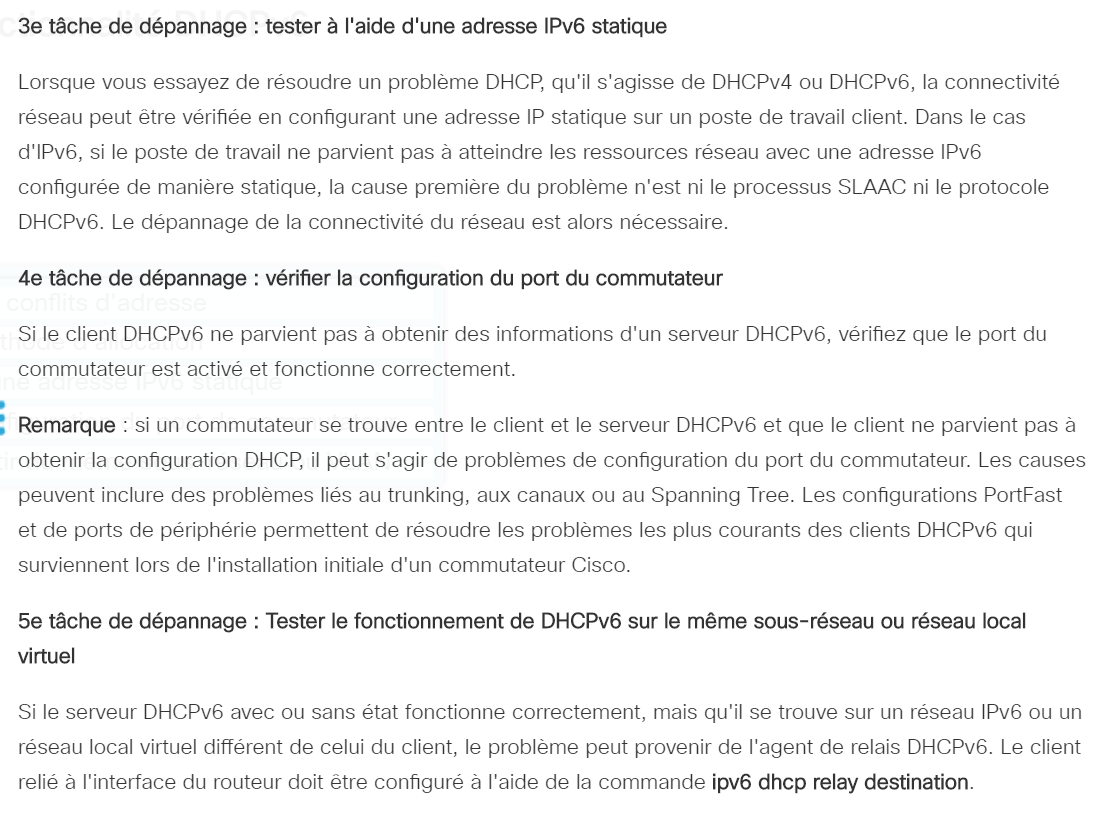 3e tâche de dépannage : tester à l'aide d'une adresse IPv6 statique
Lorsque vous essayez de résoudre un problème DHCP, qu'il s'agisse de DHCPv4 ou DHCPv6, la connectivité
réseau peut être vérifiée en configurant une adresse IP statique sur un poste de travail client. Dans le cas
d'IPv6, si le poste de travail ne parvient pas à atteindre les ressources réseau avec une adresse IPv6
configurée de manière statique, la cause première du problème n'est ni le processus SLAAC ni le protocole
DHCPv6. Le dépannage de la connectivité du réseau est alors nécessaire.
4e tâche de dépannage : vérifier la configuration du port du commutateur
conflits d'adresse
Si le client DHCPv6 ne parvient pas à obtenir des informations d'un serveur DHCPv6, vérifiez que le port du
commutateur est activé et fonctionne correctement.
adresse IPv6 statique
Remarque : si un commutateur se trouve entre le client et le serveur DHCPv6 et que le client ne parvient pas à
obtenir la configuration DHCP, il peut s'agir de problèmes de configuration du port du commutateur. Les causes
peuvent inclure des problèmes liés au trunking, aux canaux ou au Spanning Tree. Les configurations PortFast
et de ports de périphérie permettent de résoudre les problèmes les plus courants des clients DHCPv6 qui
surviennent lors de l'installation initiale d'un commutateur Cisco.
5e tâche de dépannage : Tester le fonctionnement de DHCPv6 sur le même sous-réseau ou réseau local
virtuel
Si le serveur DHCPv6 avec ou sans état fonctionne correctement, mais qu'il se trouve sur un réseau IPv6 ou un
réseau local virtuel différent de celui du client, le problème peut provenir de l'agent de relais DHCPv6. Le client
relié à l'interface du routeur doit être configuré à l'aide de la commande ipv6 dhcp relay destination.